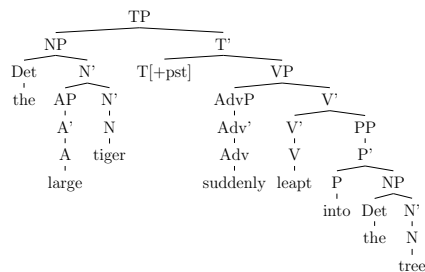 TP
NP T'
Det N' T[+pst] VP
the AP N' AdvP V'
A' N Adv' V' PP
A tiger Adv V P'
large suddenly leapt P NP
into Det N'
the N
tree